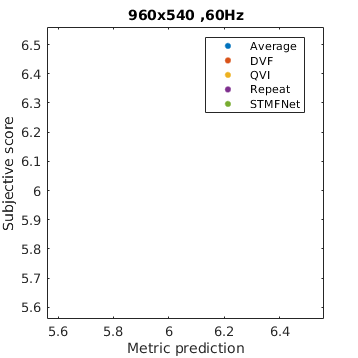 960x540 ,60Hz
Average
DVF
QVI
Repeat
STMFNet
Subjective score
6.5
6.4
6.3
6.2
6.1
6
5.9
5.8
5.7
5.6
5.6 5.8 6 6.2 6.4
Metric prediction